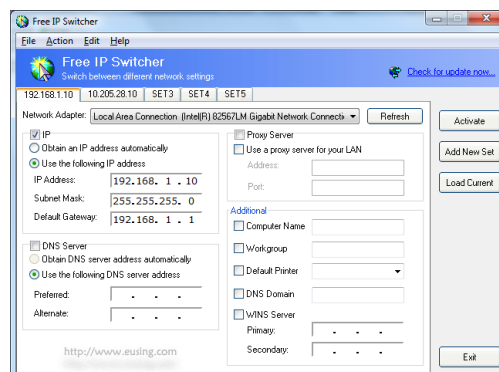 Free IP Switcher
File Action Edit Help
Free IP Switcher
Switch between different network settings
Check for update now...
192.168.1.10 10.205.28.10 SET3 SET4 SET5
Network Adapter: Local Area Connection (Intel(R) 82567LM Gigabit Network Connecti Refresh
Activate
Add New Set
Load Current
IP
Obtain an IP address automatically
Use the following IP address
IP Address: 192.168. 1 . 10
Subnet Mask: 255.255.255. 0
Default Gateway: 192.168. 1 . 1
DNS Server
Obtain DNS server address automatically
Use the following DNS server address
Preferred: . . .
Alternate: . . .
http://www.eusing.com
Proxy Server
Use a proxy server for your LAN
Address:
Port:
Additional
Computer Name
Workgroup
Default Printer
DNS Domain
WINS Server
Primary: . . .
Secondary: . . .
Exit